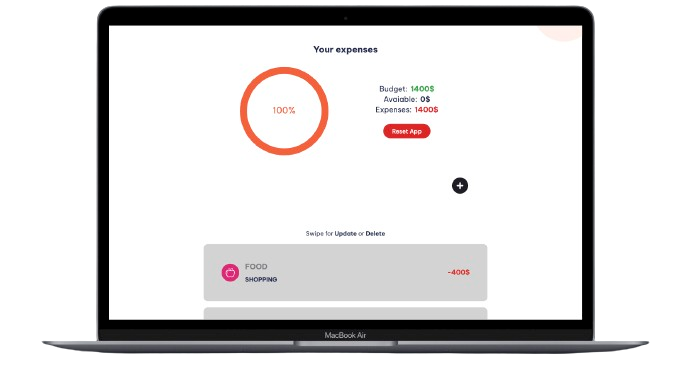 Your expenses
100%
Budget: 1400$
Avaiable: 0$
Expenses: 1400$
Reset App
Swipe for Update or Delete
FOOD
SHOPPING
-400$
MacBook Air